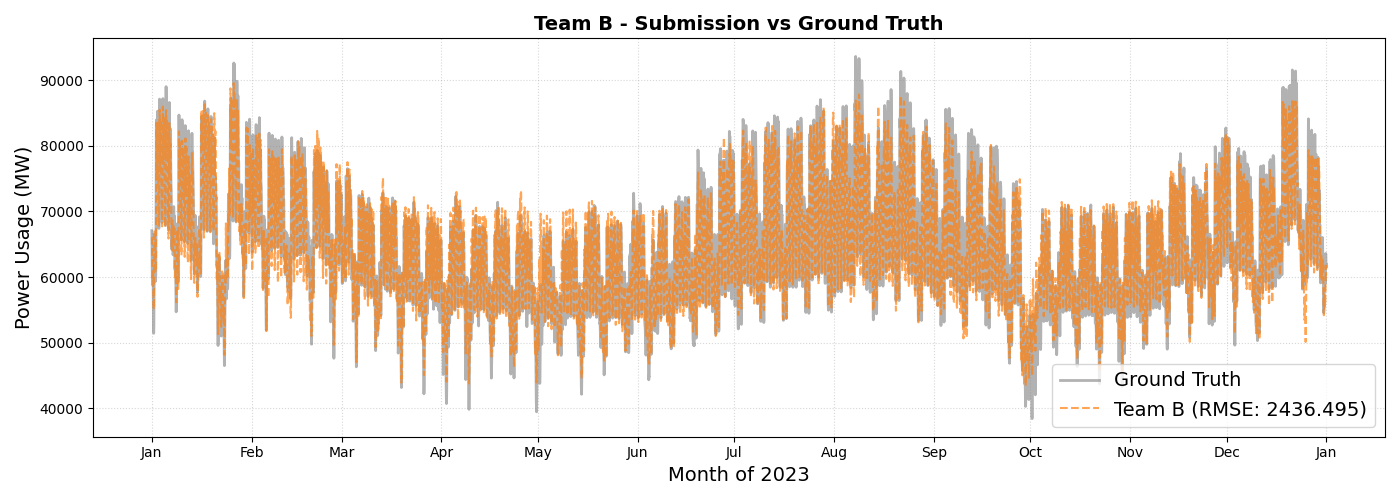 Team B - Submission vs Ground Truth
Power Usage (MW)
90000
80000
70000
60000
50000
40000
Ground Truth
Team B (RMSE: 2436.495)
Jan Feb Mar Apr May Jun Jul Aug Sep Oct Nov Dec Jan
Month of 2023